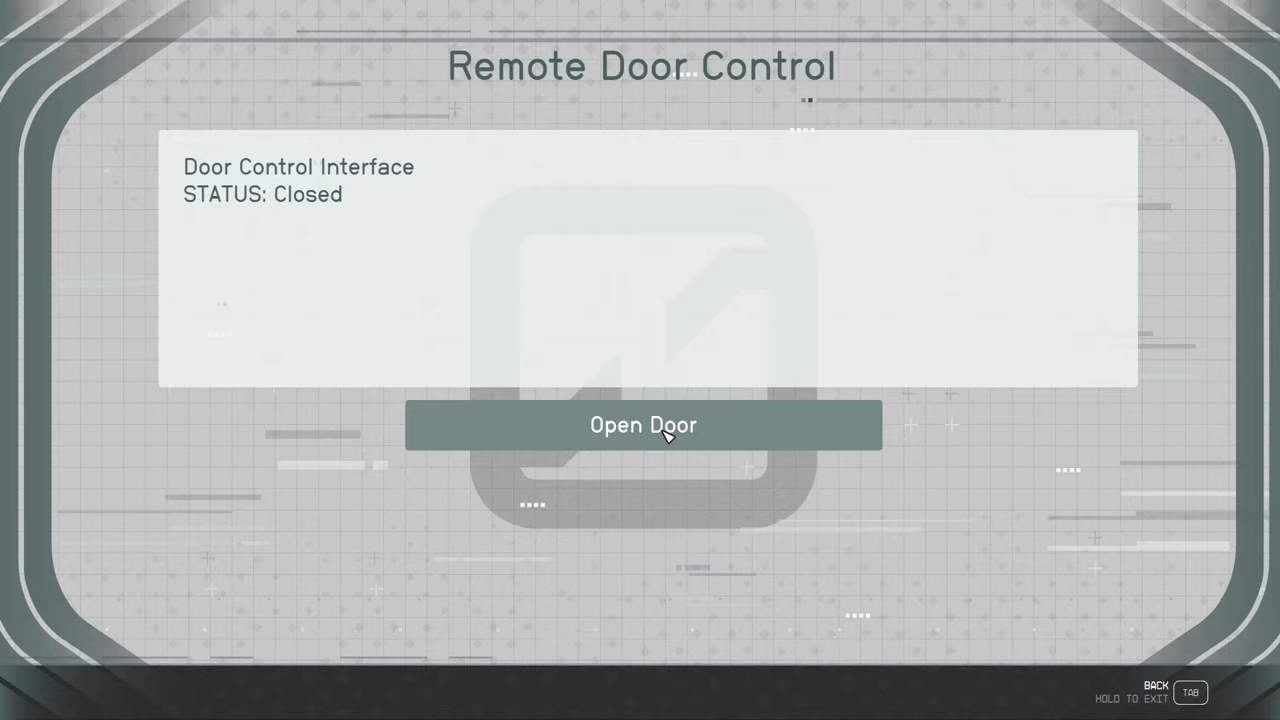 Remote Door Control
Door Control Interface
STATUS: Closed
Open Door
BACK
HOLD TO EXIT
TAB